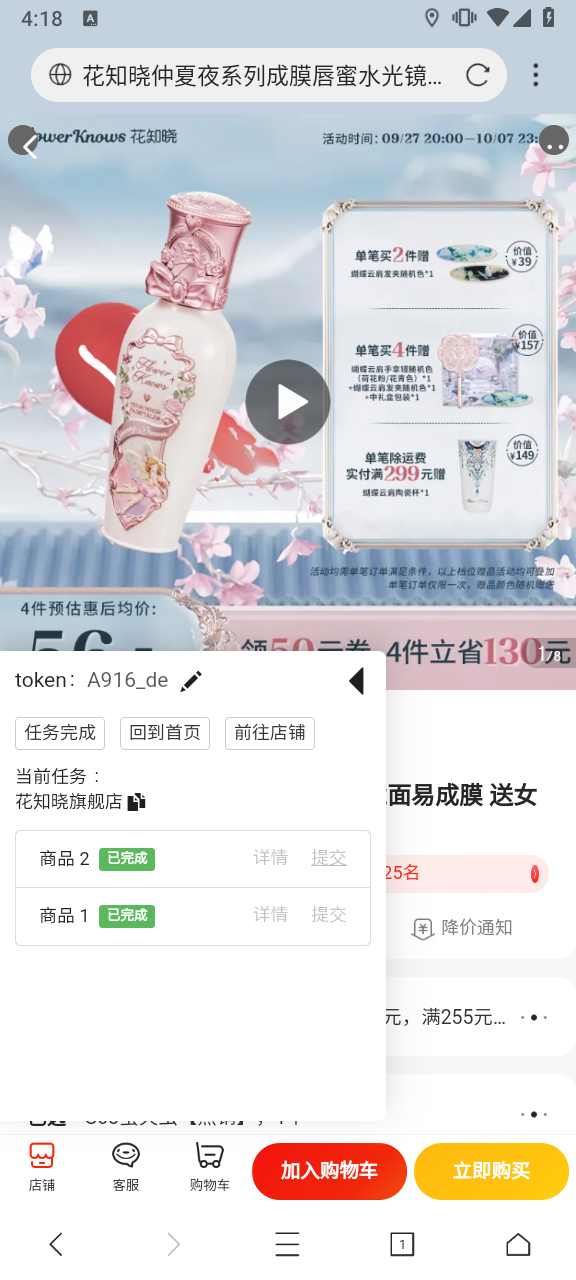 4:18
花知晓仲夏夜系列成膜唇蜜水光镜...
花知晓
活动时间：09/27 20:00—10/07 23:
单笔买2件赠
蝴蝶云肩发夹随机色*1
价值
¥39
单笔买4件赠
蝴蝶云肩手拿镜随机色
（荷花粉/花青色）*1
+蝴蝶云肩发夹随机色*1
+中礼盒包装*1
价值
¥157
单笔除运费
实付满299元赠
蝴蝶云肩陶瓷杯*1
价值
¥149
Flower
Knows
活动均需单笔订单满足条件，以上档位赠品活动均可叠加
单笔订单仅限一次，赠品颜色随机赠送
4件预估惠后均价:
领50元券 4件立省130元
1/8
token： A916_de
任务完成 回到首页 前往店铺
当前任务 ：
花知晓旗舰店
商品 2 已完成 详情 提交
商品 1 已完成 详情 提交
面易成膜 送女
25名
降价通知
元，满255元...
店铺
客服
购物车
加入购物车
立即购买
1